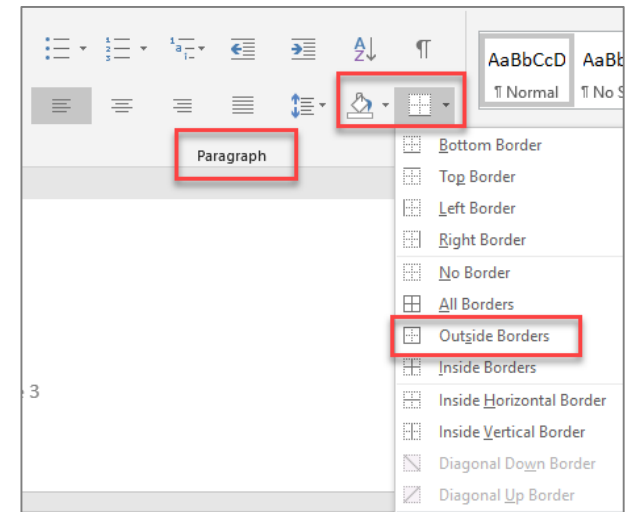 AaBbCcD AaBb
¶ Normal ¶ No S
Paragraph
Bottom Border
Top Border
Left Border
Right Border
No Border
All Borders
Outside Borders
Inside Borders
3
Inside Horizontal Border
Inside Vertical Border
Diagonal Down Border
Diagonal Up Border